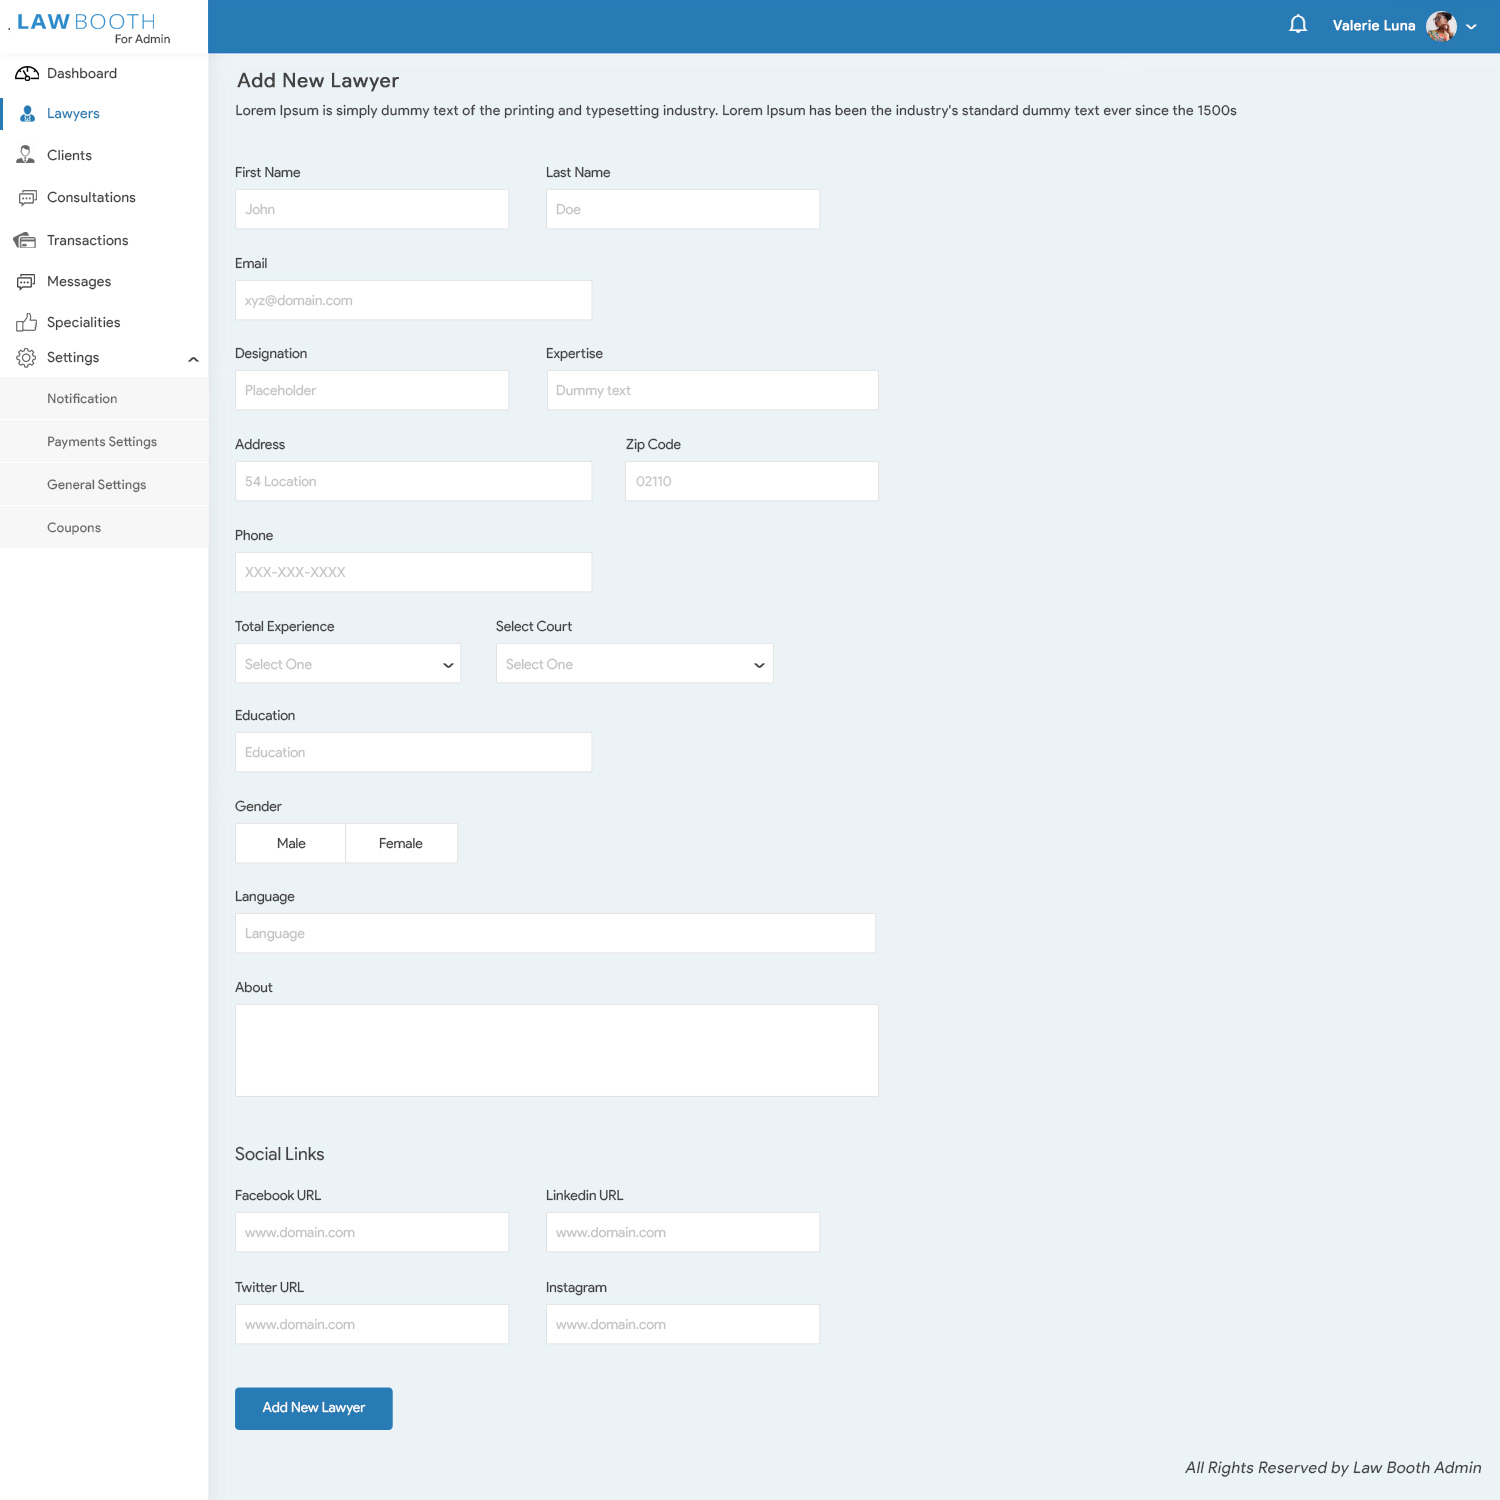 LAW BOOTH
For Admin
Valerie Luna
Dashboard
Lawyers
Clients
Consultations
Transactions
Messages
Specialities
Settings
Notification
Payments Settings
General Settings
Coupons
Add New Lawyer
Lorem Ipsum is simply dummy text of the printing and typesetting industry. Lorem Ipsum has been the industry's standard dummy text ever since the 1500s
First Name
Last Name
John
Doe
Email
xyz@domain.com
Designation
Expertise
Placeholder
Dummy text
Address
Zip Code
54 Location
02110
Phone
XXX-XXX-XXXX
Total Experience
Select Court
Select One
Select One
Education
Education
Gender
Male
Female
Language
Language
About
Social Links
Facebook URL
Linkedin URL
www.domain.com
www.domain.com
Twitter URL
Instagram
www.domain.com
www.domain.com
Add New Lawyer
All Rights Reserved by Law Booth Admin